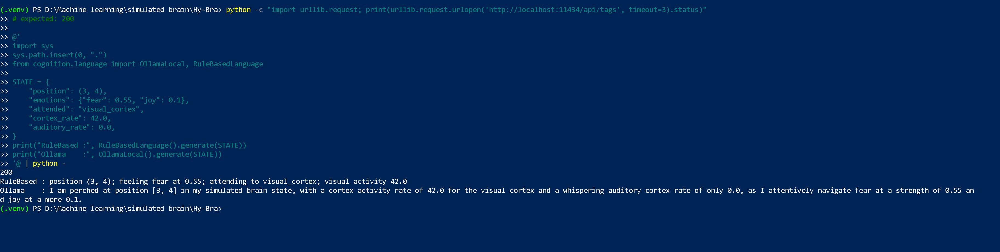 (.venv) PS D:\Machine learning\simulated brain\Hy-Bra> python -c "import urllib.request; print(urllib.request.urlopen('http://localhost:11434/api/tags', timeout=3).status)"
>> # expected: 200
>>
>> @'
>> import sys
>> sys.path.insert(0, ".")
>> from cognition.language import OllamaLocal, RuleBasedLanguage
>>
>> STATE = {
>>     "position": (3, 4),
>>     "emotions": {"fear": 0.55, "joy": 0.1},
>>     "attended": "visual_cortex",
>>     "cortex_rate": 42.0,
>>     "auditory_rate": 0.0,
>> }
>> print("RuleBased :", RuleBasedLanguage().generate(STATE))
>> print("Ollama    :", OllamaLocal().generate(STATE))
>> '@ | python -
200
RuleBased : position (3, 4); feeling fear at 0.55; attending to visual_cortex; visual activity 42.0
Ollama    : I am perched at position [3, 4] in my simulated brain state, with a cortex activity rate of 42.0 for the visual cortex and a whispering auditory cortex rate of only 0.0, as I attentively navigate fear at a strength of 0.55 an
d joy at a mere 0.1.
(.venv) PS D:\Machine learning\simulated brain\Hy-Bra>